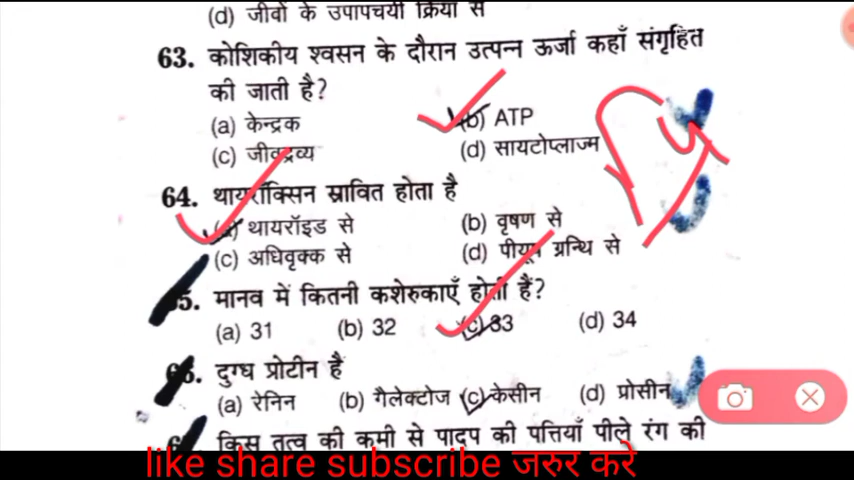 (d) जीवों के उपापचयी क्रिया से
63. कोशिकीय श्वसन के दौरान उत्पन्न ऊर्जा कहाँ संगृहित
की जाती है?
(a) केन्द्रक (b) ATP
(c) जीवद्रव्य (d) सायटोप्लाज्म
64. थायरॉक्सिन स्रावित होता है
(a) थायरॉइड से (b) वृषण से
(c) अधिवृक्क से (d) पीयूष ग्रन्थि से
65. मानव में कितनी कशेरुकाएँ होती हैं?
(a) 31 (b) 32 (c) 33 (d) 34
66. दुग्ध प्रोटीन है
(a) रेनिन (b) गैलेक्टोज (c) केसीन (d) प्रोसीन
किस तत्व की कमी से पादप की पत्तियाँ पीले रंग की
like share subscribe जरुर करे